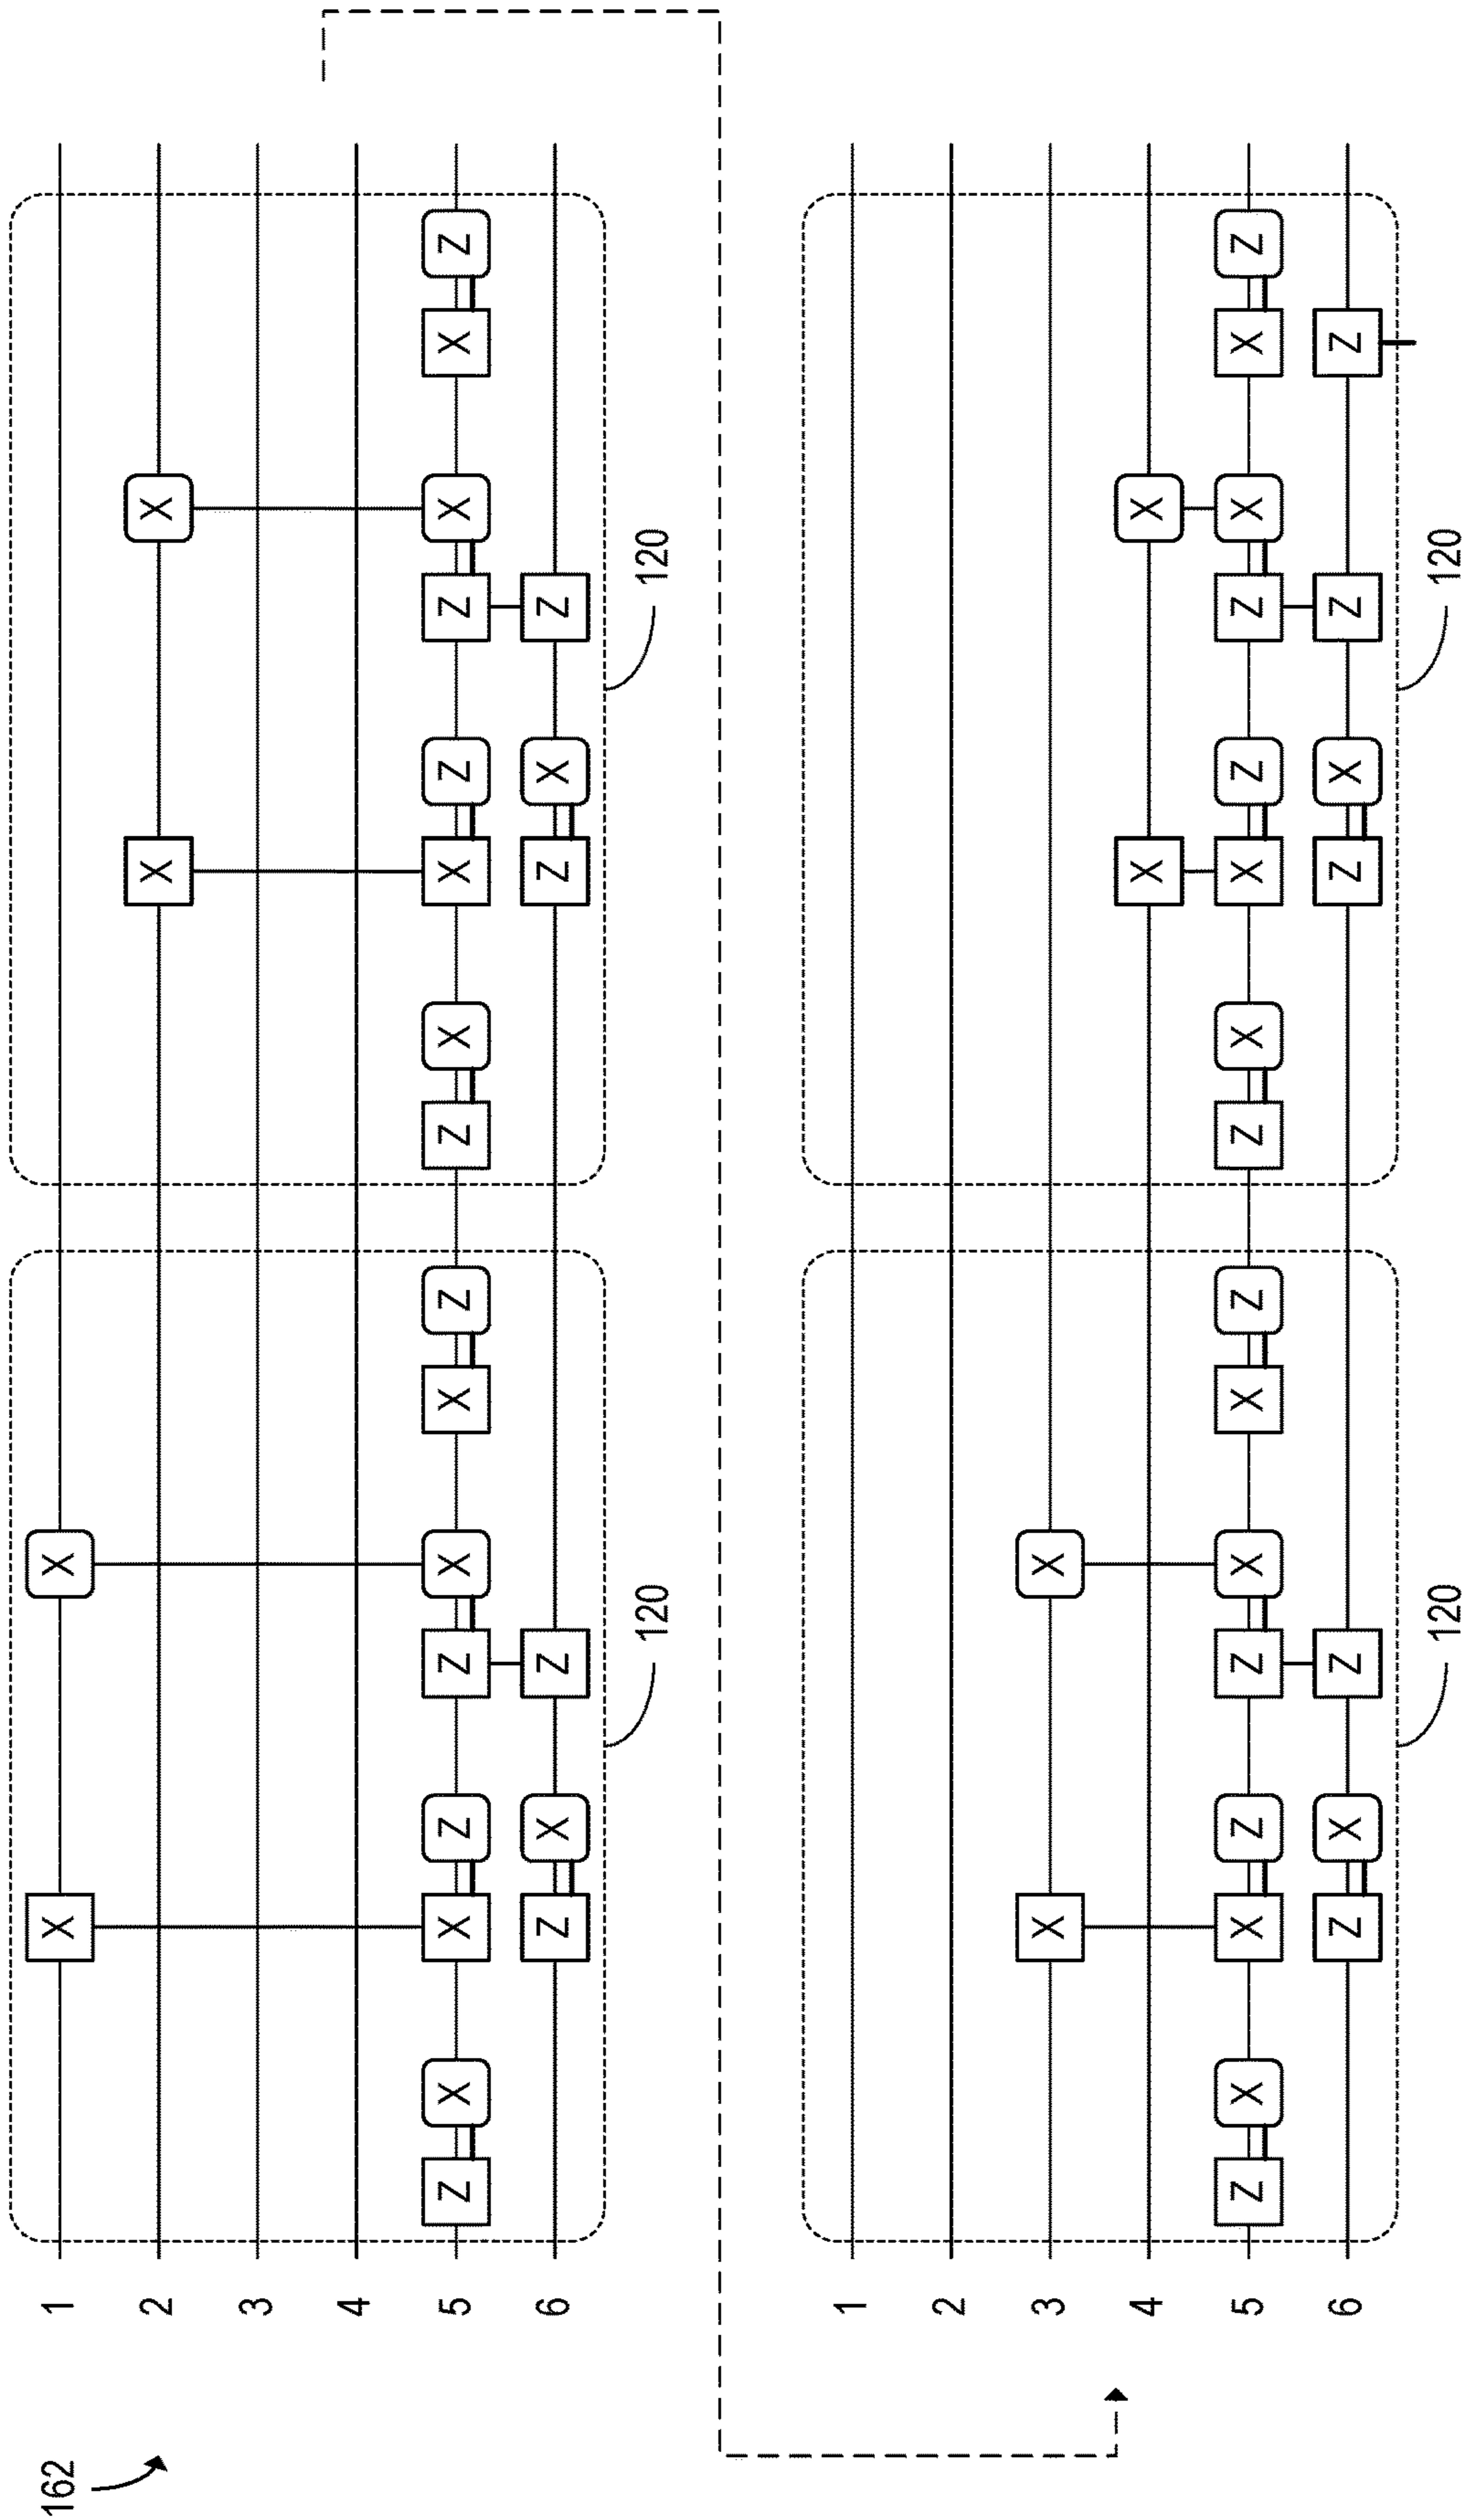 162
1 X X
2 X X
3
4
5 Z X X Z Z X X Z Z X X Z Z X X Z
6 Z X Z Z X Z
120 120
1
2
3 X X
4 X X
5 Z X X Z Z X X Z Z X X Z Z X X Z
6 Z X Z Z X Z Z
120 120